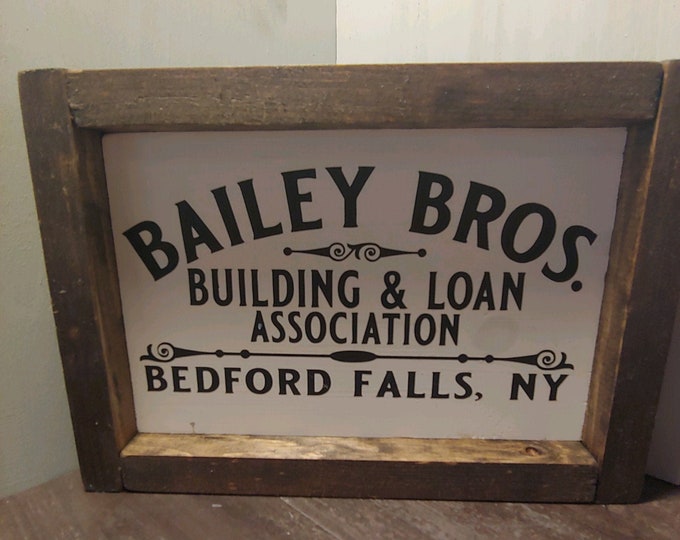 BAILEY BROS.
BUILDING & LOAN
ASSOCIATION
BEDFORD FALLS, NY